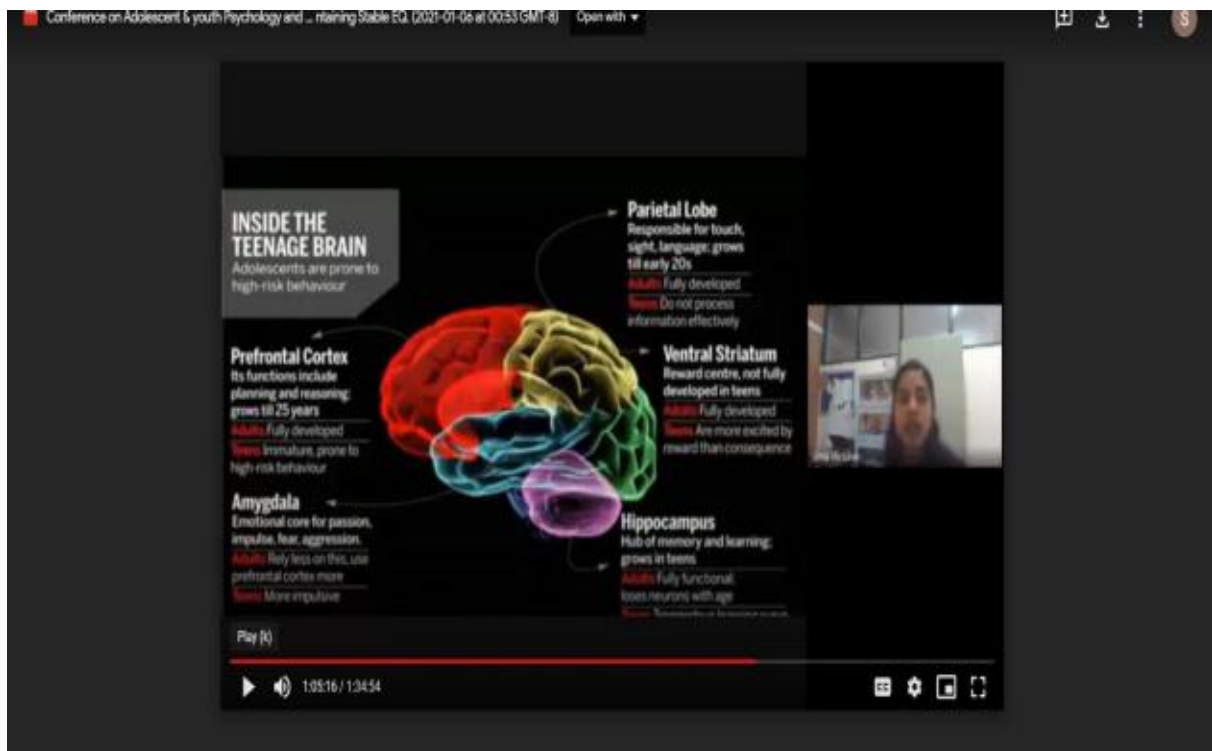 Conference on Adolescent & youth Psychology and ... ntaining Stable EQ. (2021-01-06 at 00:53 GMT-8)
Open with
S
INSIDE THE
TEENAGE BRAIN
Adolescents are prone to
high-risk behaviour
Prefrontal Cortex
Its functions include
planning and reasoning;
grows till 25 years
Adults Fully developed
Teens Immature, prone to
high-risk behaviour
Amygdala
Emotional core for passion,
impulse, fear, aggression.
Adults Rely less on this, use
prefrontal cortex more
Teens More impulsive
Parietal Lobe
Responsible for touch,
sight, language; grows
till early 20s
Adults Fully developed
Teens Do not process
information effectively
Ventral Striatum
Reward centre, not fully
developed in teens
Adults Fully developed
Teens Are more excited by
reward than consequence
Hippocampus
Hub of memory and learning;
grows in teens
Adults Fully functional;
loses neurons with age
Teens
Play (k)
1:05:16 / 1:34:54